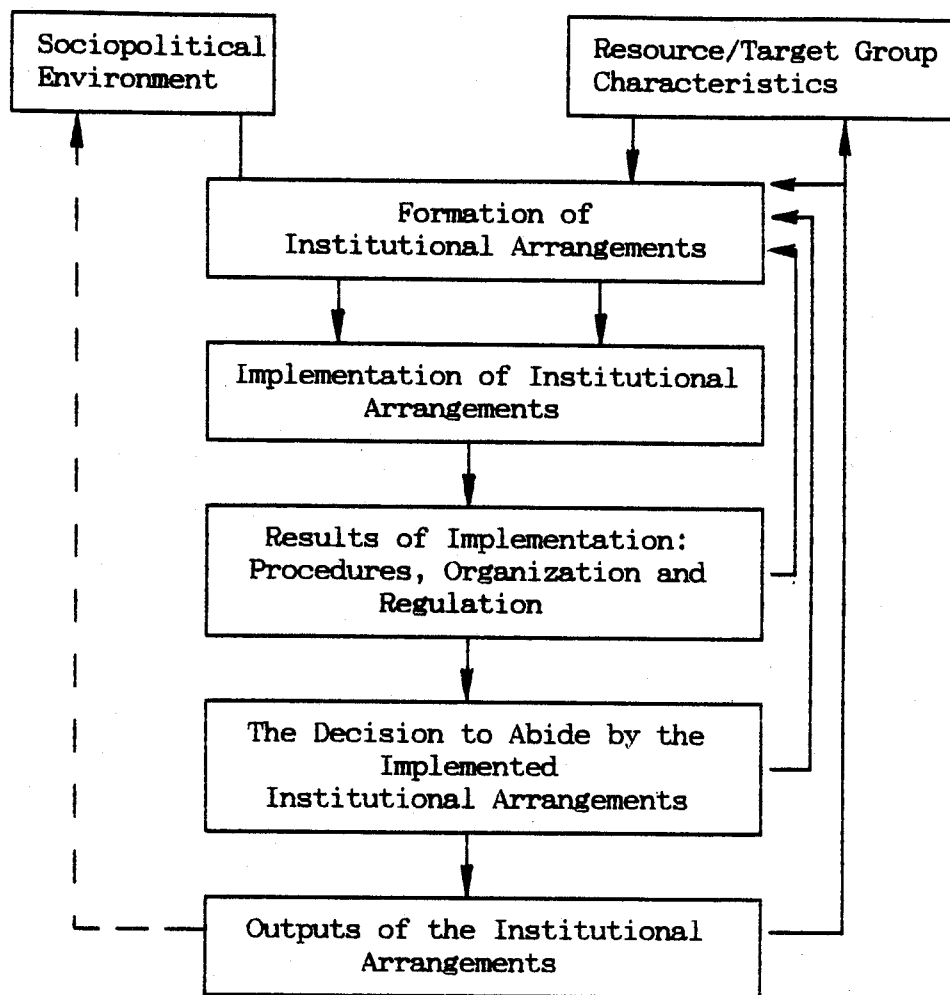 Sociopolitical
Environment
Resource/Target Group
Characteristics
Formation of
Institutional Arrangements
Implementation of Institutional
Arrangements
Results of Implementation:
Procedures, Organization and
Regulation
The Decision to Abide by the
Implemented
Institutional Arrangements
Outputs of the Institutional
Arrangements